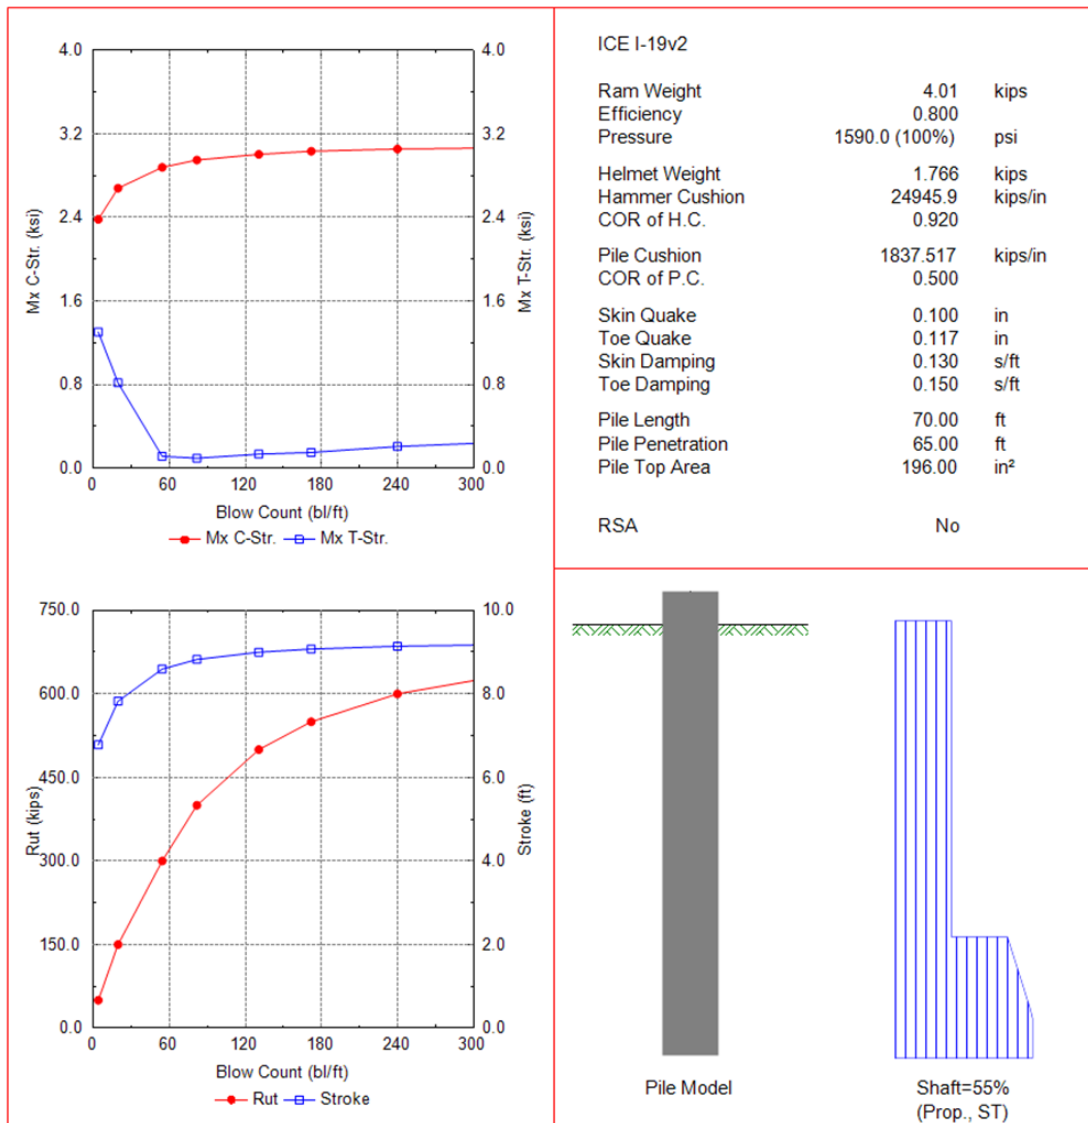 4.0
3.2
2.4
1.6
0.8
0.0
Mx C-Str. (ksi)
4.0
3.2
2.4
1.6
0.8
0.0
Mx T-Str. (ksi)
0 60 120 180 240 300
Blow Count (bl/ft)
Mx C-Str. Mx T-Str.
ICE I-19v2
Ram Weight 4.01 kips
Efficiency 0.800
Pressure 1590.0 (100%) psi
Helmet Weight 1.766 kips
Hammer Cushion 24945.9 kips/in
COR of H.C. 0.920
Pile Cushion 1837.517 kips/in
COR of P.C. 0.500
Skin Quake 0.100 in
Toe Quake 0.117 in
Skin Damping 0.130 s/ft
Toe Damping 0.150 s/ft
Pile Length 70.00 ft
Pile Penetration 65.00 ft
Pile Top Area 196.00 in²
RSA No
750.0
600.0
450.0
300.0
150.0
0.0
Rut (kips)
10.0
8.0
6.0
4.0
2.0
0.0
Stroke (ft)
0 60 120 180 240 300
Blow Count (bl/ft)
Rut Stroke
Pile Model
Shaft=55%
(Prop., ST)